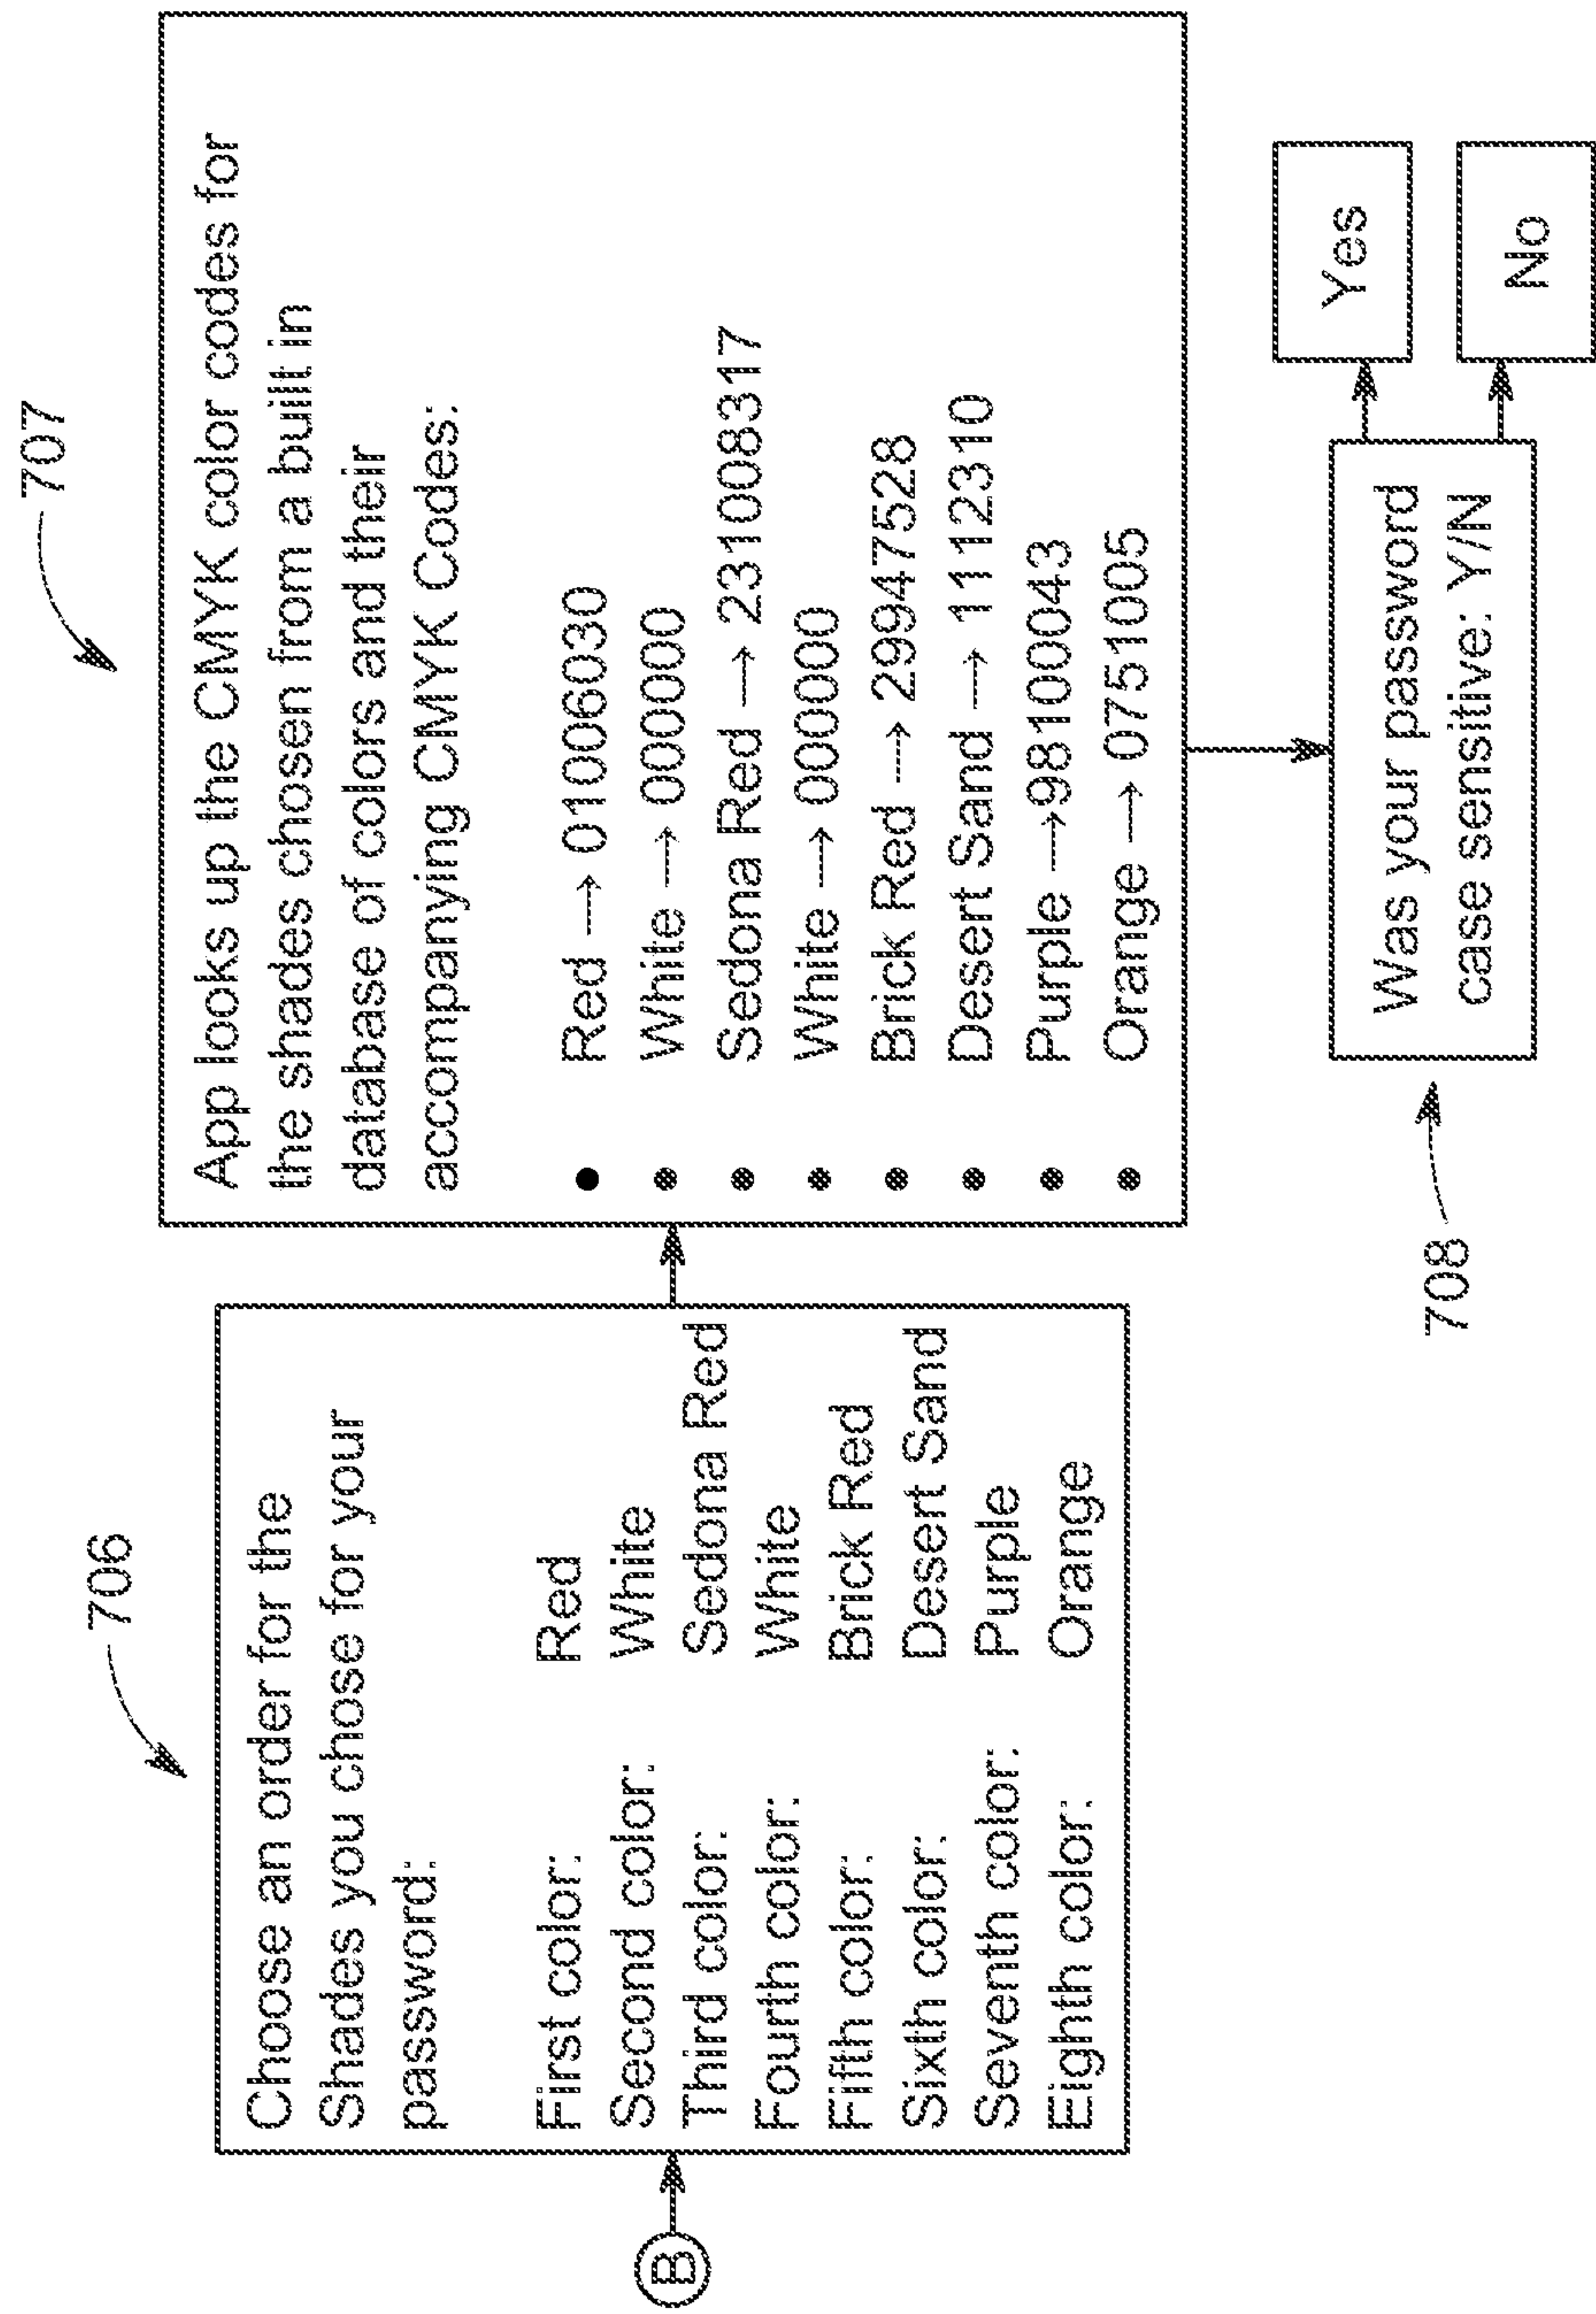 706
B
Choose an order for the
Shades you chose for your
password:
First color: Red
Second color: White
Third color: Sedona Red
Fourth color: White
Fifth color: Brick Red
Sixth color: Desert Sand
Seventh color: Purple
Eighth color: Orange
707
App looks up the CMYK color codes for
the shades chosen from a built in
database of colors and their
accompanying CMYK Codes:
• Red → 01006030
• White → 000000
• Sedona Red → 231008317
• White → 000000
• Brick Red → 29947528
• Desert Sand → 1112310
• Purple →98100043
• Orange → 0751005
708
Was your password
case sensitive: Y/N
Yes
No